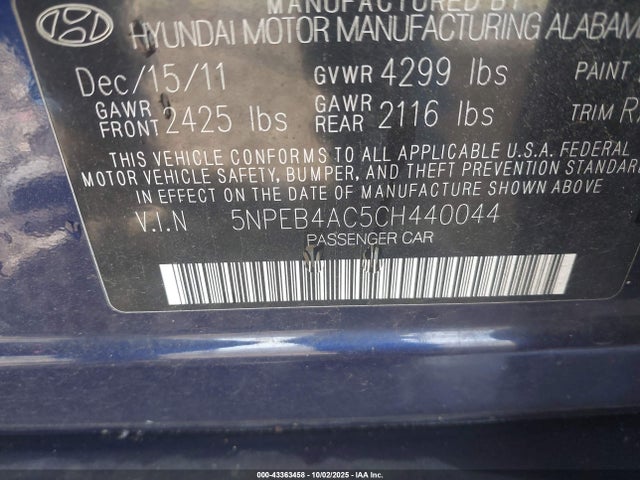 MANUFACTURED BY
HYUNDAI MOTOR MANUFACTURING ALABAMA
Dec/15/11 GVWR 4299 lbs PAINT
GAWR FRONT 2425 lbs GAWR REAR 2116 lbs TRIM
THIS VEHICLE CONFORMS TO ALL APPLICABLE U.S.A. FEDERAL
MOTOR VEHICLE SAFETY, BUMPER, AND THEFT PREVENTION STANDARD
IN EFFECT ON THE DATE OF MANUFACTURE SHOWN ABOVE
V.I.N 5NPEB4AC5CH440044
PASSENGER CAR
000-43363458 - 10/02/2025 - IAA Inc.